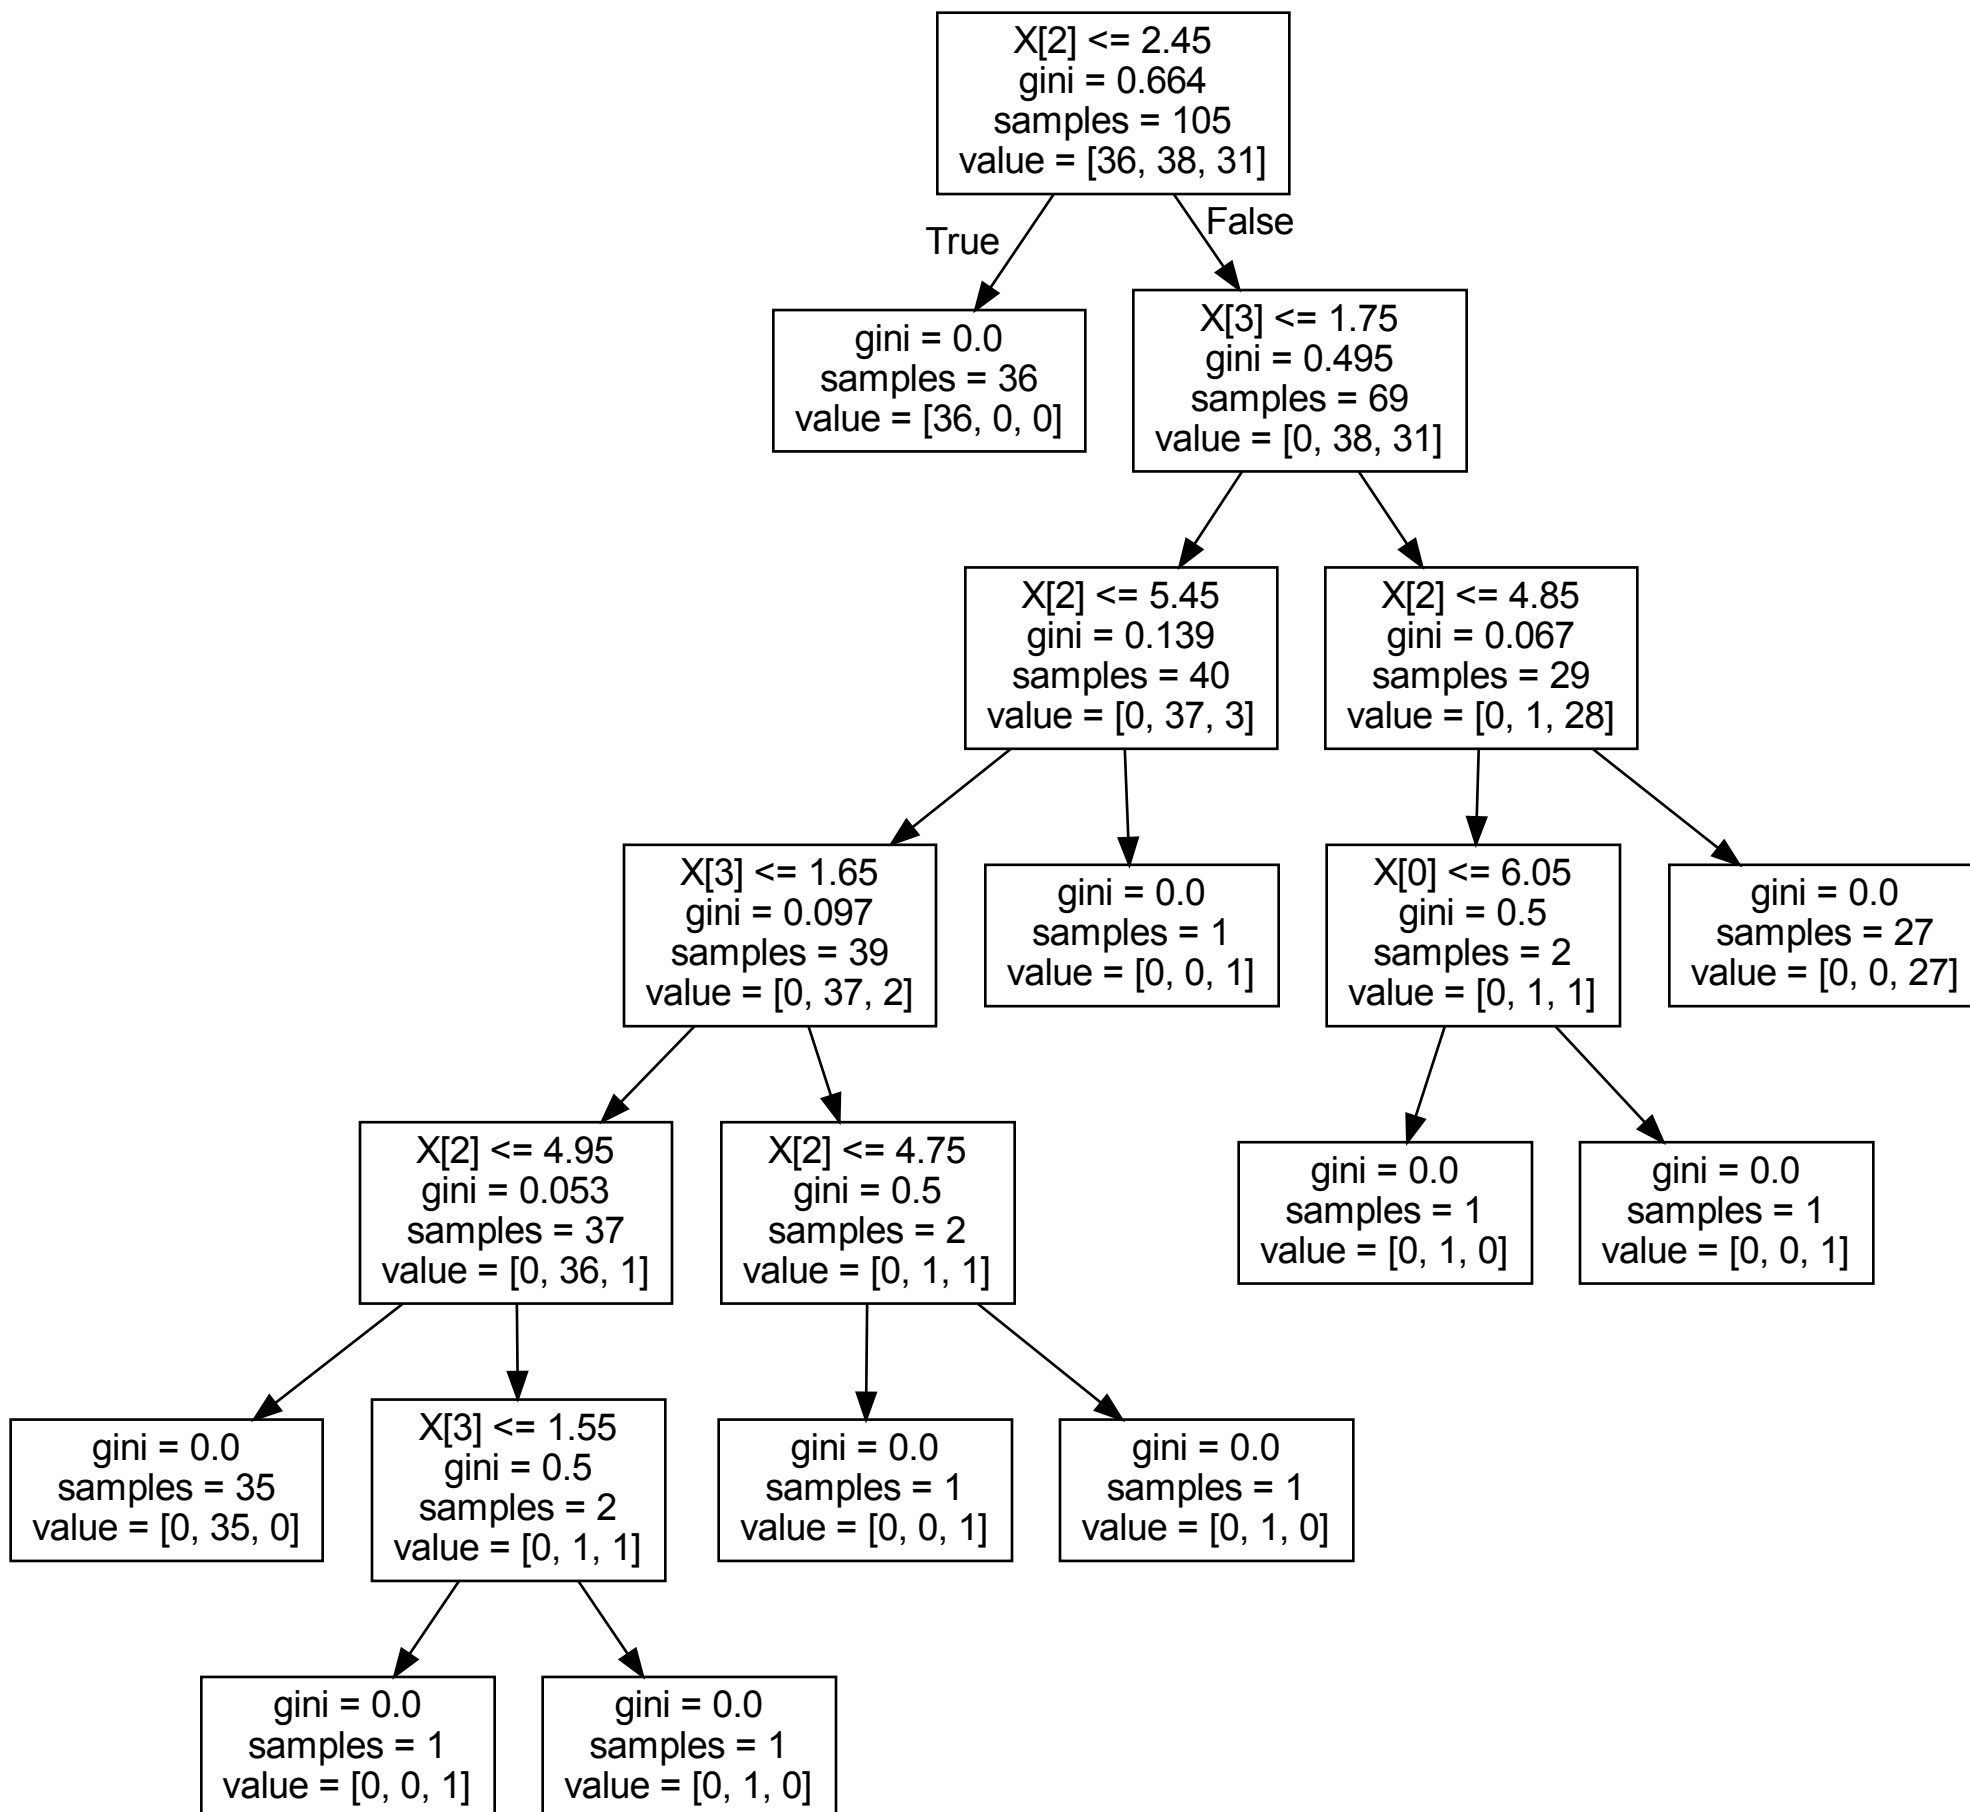 X[2] <= 2.45
gini = 0.664
samples = 105
value = [36, 38, 31]
True
False
gini = 0.0
samples = 36
value = [36, 0, 0]
X[3] <= 1.75
gini = 0.495
samples = 69
value = [0, 38, 31]
X[2] <= 5.45
gini = 0.139
samples = 40
value = [0, 37, 3]
X[2] <= 4.85
gini = 0.067
samples = 29
value = [0, 1, 28]
X[3] <= 1.65
gini = 0.097
samples = 39
value = [0, 37, 2]
gini = 0.0
samples = 1
value = [0, 0, 1]
X[0] <= 6.05
gini = 0.5
samples = 2
value = [0, 1, 1]
gini = 0.0
samples = 27
value = [0, 0, 27]
X[2] <= 4.95
gini = 0.053
samples = 37
value = [0, 36, 1]
X[2] <= 4.75
gini = 0.5
samples = 2
value = [0, 1, 1]
gini = 0.0
samples = 1
value = [0, 1, 0]
gini = 0.0
samples = 1
value = [0, 0, 1]
gini = 0.0
samples = 35
value = [0, 35, 0]
X[3] <= 1.55
gini = 0.5
samples = 2
value = [0, 1, 1]
gini = 0.0
samples = 1
value = [0, 0, 1]
gini = 0.0
samples = 1
value = [0, 1, 0]
gini = 0.0
samples = 1
value = [0, 0, 1]
gini = 0.0
samples = 1
value = [0, 1, 0]